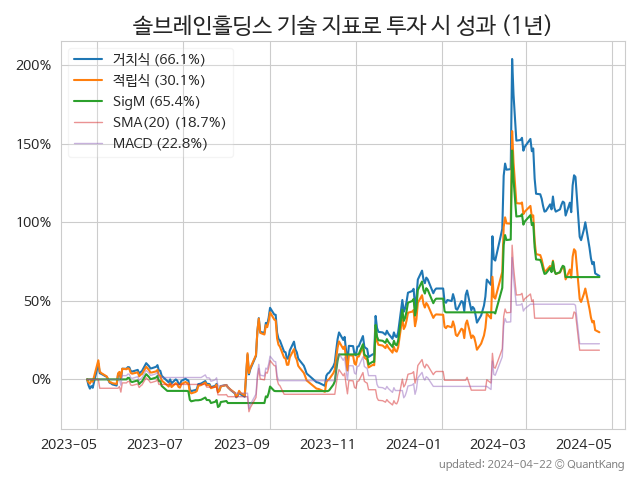 솔브레인홀딩스 기술 지표로 투자 시 성과 (1년)
거치식 (66.1%)
적립식 (30.1%)
SigM (65.4%)
SMA(20) (18.7%)
MACD (22.8%)
200%
150%
100%
50%
0%
2023-05 2023-07 2023-09 2023-11 2024-01 2024-03 2024-05
updated: 2024-04-22 © QuantKang